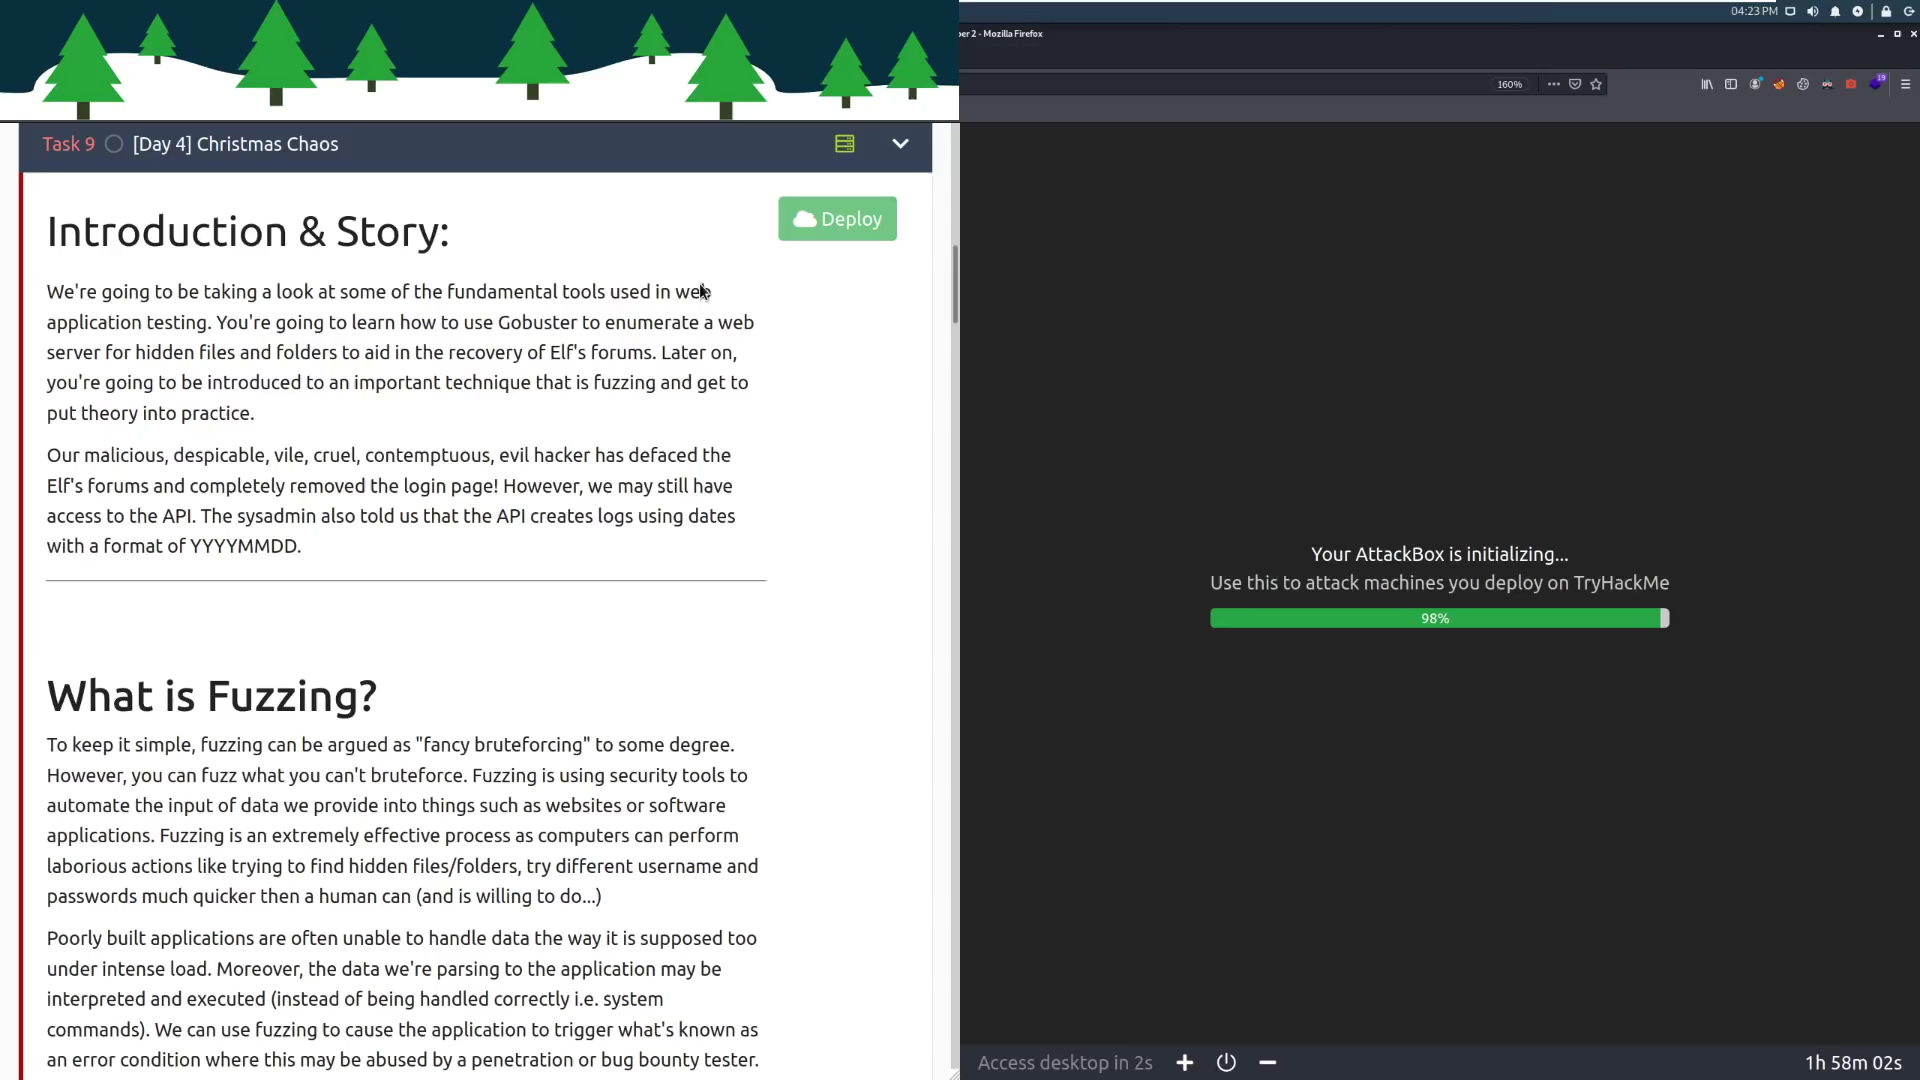 04:23 PM
per 2 - Mozilla Firefox
160%
19
Task 9 [Day 4] Christmas Chaos
Deploy
Introduction & Story:
We're going to be taking a look at some of the fundamental tools used in web
application testing. You're going to learn how to use Gobuster to enumerate a web
server for hidden files and folders to aid in the recovery of Elf's forums. Later on,
you're going to be introduced to an important technique that is fuzzing and get to
put theory into practice.
Our malicious, despicable, vile, cruel, contemptuous, evil hacker has defaced the
Elf's forums and completely removed the login page! However, we may still have
access to the API. The sysadmin also told us that the API creates logs using dates
with a format of YYYYMMDD.
What is Fuzzing?
To keep it simple, fuzzing can be argued as "fancy bruteforcing" to some degree.
However, you can fuzz what you can't bruteforce. Fuzzing is using security tools to
automate the input of data we provide into things such as websites or software
applications. Fuzzing is an extremely effective process as computers can perform
laborious actions like trying to find hidden files/folders, try different username and
passwords much quicker then a human can (and is willing to do...)
Poorly built applications are often unable to handle data the way it is supposed too
under intense load. Moreover, the data we're parsing to the application may be
interpreted and executed (instead of being handled correctly i.e. system
commands). We can use fuzzing to cause the application to trigger what's known as
an error condition where this may be abused by a penetration or bug bounty tester.
Your AttackBox is initializing...
Use this to attack machines you deploy on TryHackMe
98%
Access desktop in 2s
1h 58m 02s